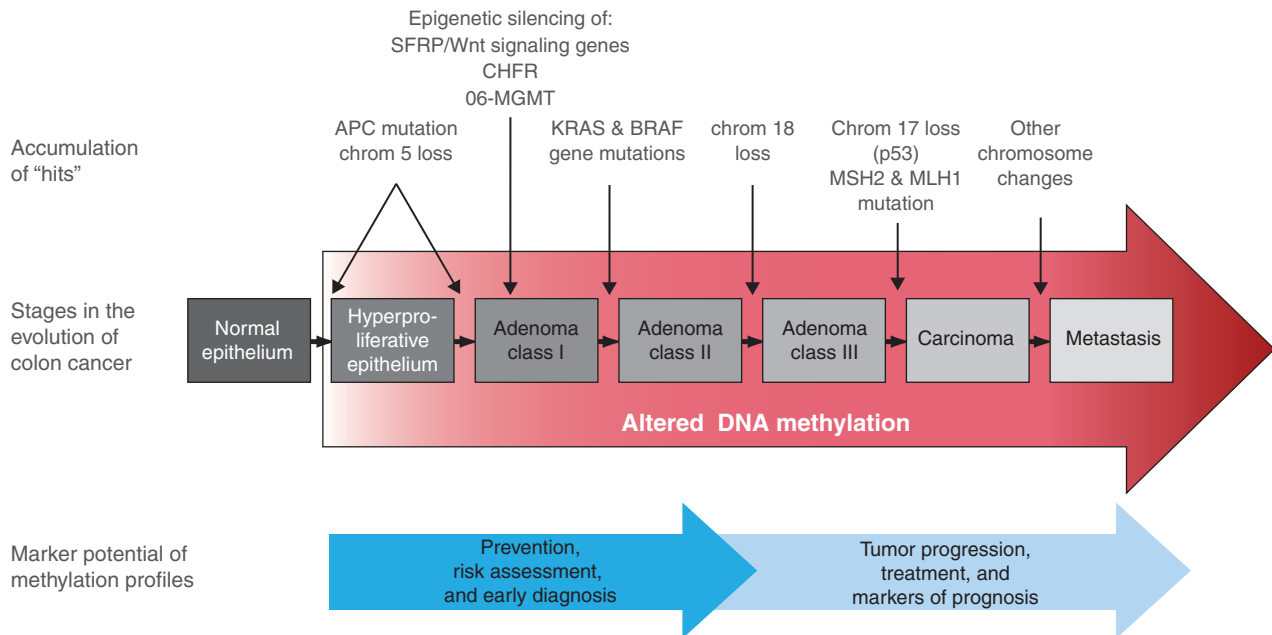 Epigenetic silencing of:
SFRP/Wnt signaling genes
CHFR
06-MGMT
Accumulation
of “hits”
APC mutation
chrom 5 loss
KRAS & BRAF
gene mutations
chrom 18
loss
Chrom 17 loss
(p53)
MSH2 & MLH1
mutation
Other
chromosome
changes
Stages in the
evolution of
colon cancer
Normal
epithelium
Hyperpro-
liferative
epithelium
Adenoma
class I
Adenoma
class II
Adenoma
class III
Carcinoma
Metastasis
Altered DNA methylation
Marker potential of
methylation profiles
Prevention,
risk assessment,
and early diagnosis
Tumor progression,
treatment, and
markers of prognosis